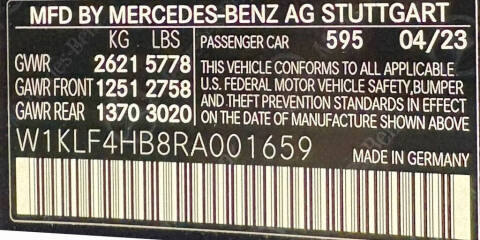 MFD BY MERCEDES-BENZ AG STUTTGART
KG LBS
GVWR 2621 5778
GAWR FRONT 1251 2758
GAWR REAR 1370 3020
PASSENGER CAR 595 04/23
THIS VEHICLE CONFORMS TO ALL APPLICABLE
U.S. FEDERAL MOTOR VEHICLE SAFETY,BUMPER
AND THEFT PREVENTION STANDARDS IN EFFECT
ON THE DATE OF MANUFACTURE SHOWN ABOVE
W1KLF4HB8RA001659
MADE IN GERMANY